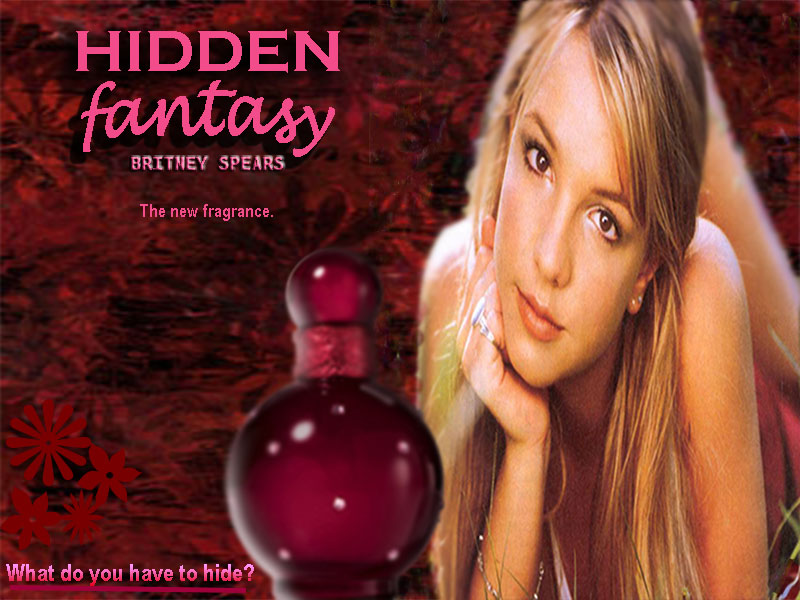 HIDDEN
fantasy
BRITNEY SPEARS
The new fragrance.
What do you have to hide?